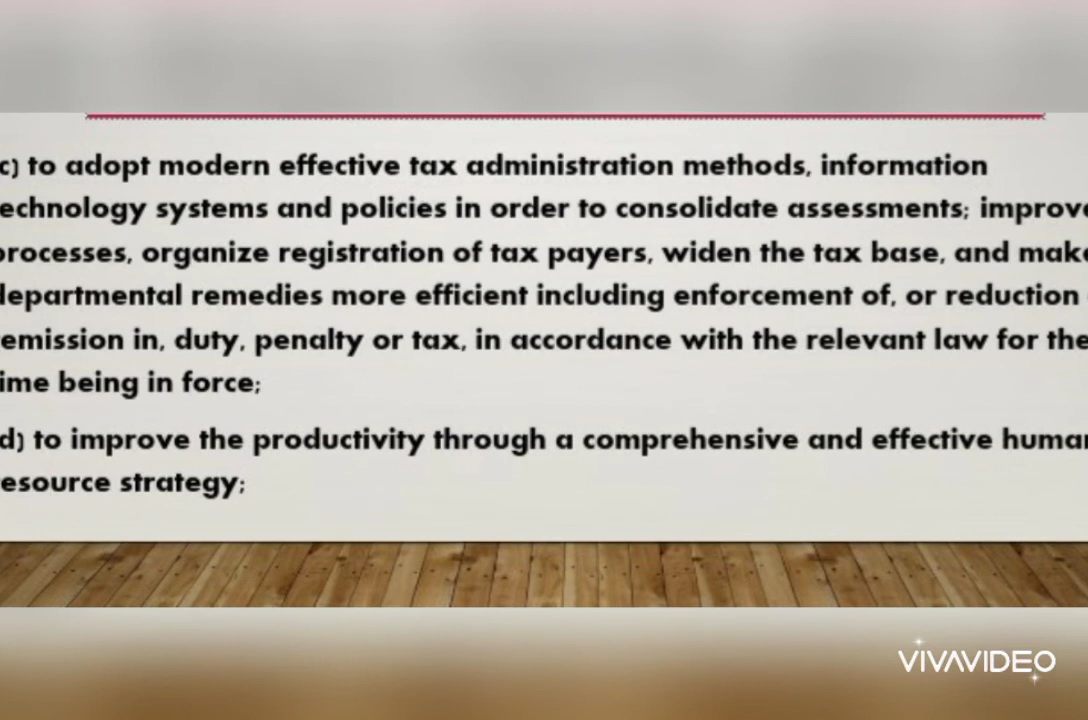 c) to adopt modern effective tax administration methods, information
echnology systems and policies in order to consolidate assessments; improve
processes, organize registration of tax payers, widen the tax base, and make
departmental remedies more efficient including enforcement of, or reduction
emission in, duty, penalty or tax, in accordance with the relevant law for the
ime being in force;
d) to improve the productivity through a comprehensive and effective human
esource strategy;
VIVAVIDEO